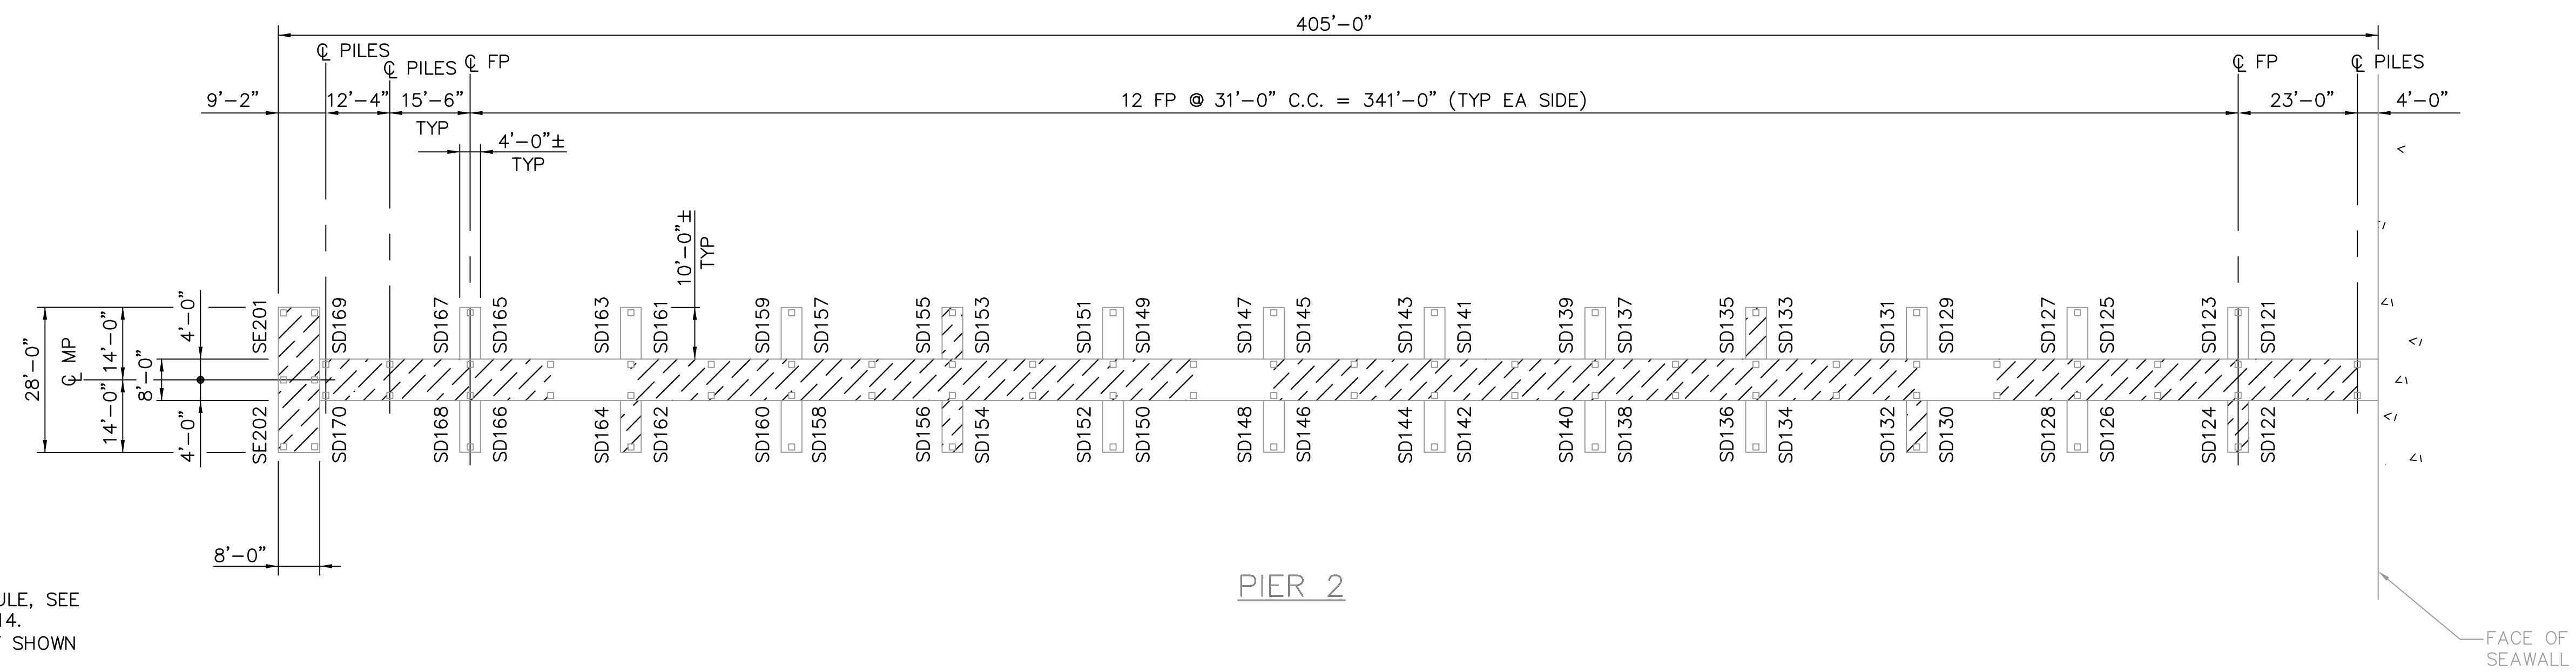 405'-0"
℄ PILES
℄ PILES
℄ FP
℄ FP
℄ PILES
9'-2"
12'-4"
15'-6"
TYP
12 FP @ 31'-0" C.C. = 341'-0" (TYP EA SIDE)
23'-0"
4'-0"
4'-0"±
TYP
10'-0"±
TYP
28'-0"
℄ MP
14'-0"
14'-0"
8'-0"
4'-0"
4'-0"
SE201
SD169
SD167
SD165
SD163
SD161
SD159
SD157
SD155
SD153
SD151
SD149
SD147
SD145
SD143
SD141
SD139
SD137
SD135
SD133
SD131
SD129
SD127
SD125
SD123
SD121
SE202
SD170
SD168
SD166
SD164
SD162
SD160
SD158
SD156
SD154
SD152
SD150
SD148
SD146
SD144
SD142
SD140
SD138
SD136
SD134
SD132
SD130
SD128
SD126
SD124
SD122
8'-0"
PIER 2
SEE
14.
SHOWN
FACE OF
SEAWALL